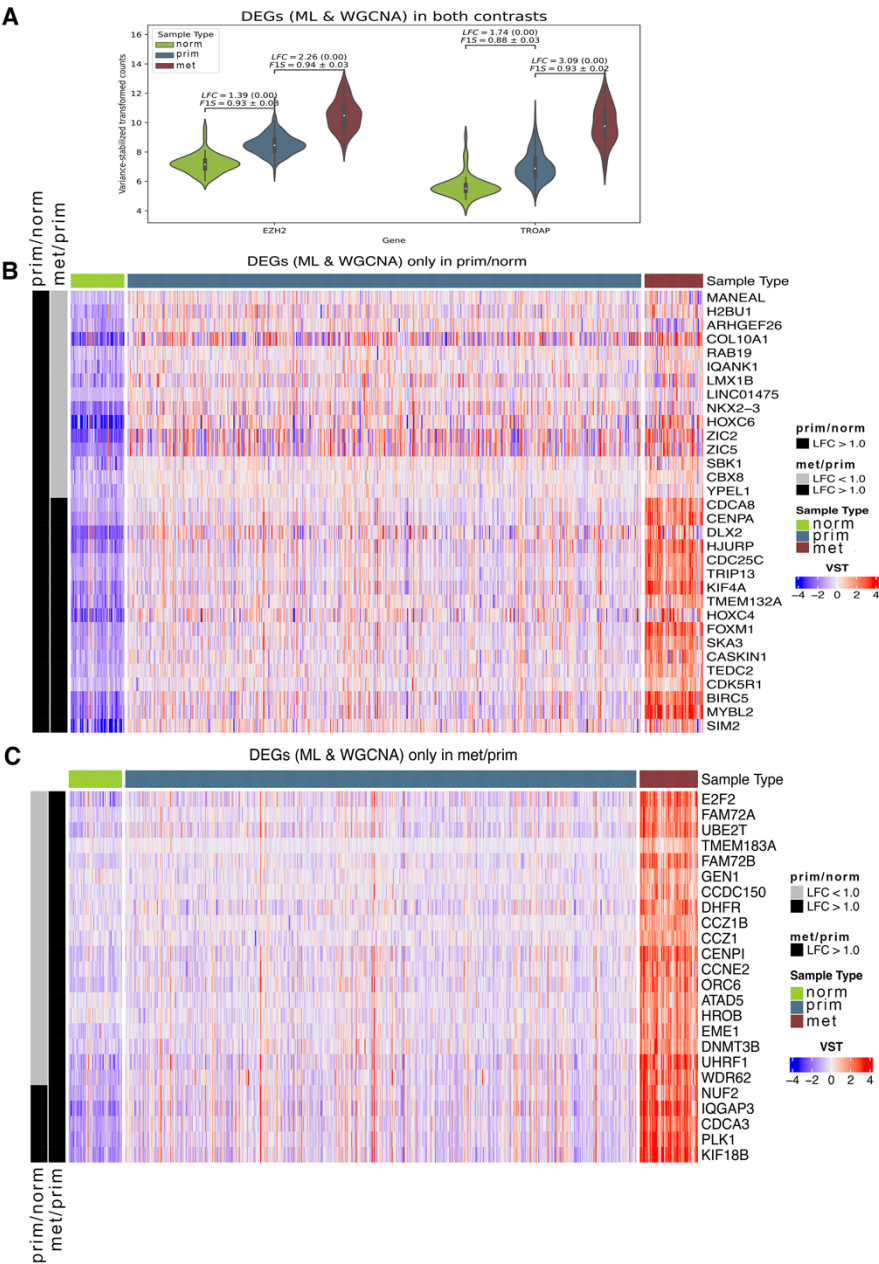 A
DEGs (ML & WGCNA) in both contrasts
Sample Type
norm
prim
met
Variance-stabilized transformed counts
16
14
12
10
8
6
4
LFC = 1.39 (0.00)
F1S = 0.93 ± 0.03
LFC = 2.26 (0.00)
F1S = 0.94 ± 0.03
LFC = 1.74 (0.00)
F1S = 0.88 ± 0.03
LFC = 3.09 (0.00)
F1S = 0.93 ± 0.02
EZH2
TROAP
Gene
prim/norm
met/prim
B
DEGs (ML & WGCNA) only in prim/norm
Sample Type
MANEAL
H2BU1
ARHGEF26
COL10A1
RAB19
IQANK1
LMX1B
LINC01475
NKX2−3
HOXC6
ZIC2
ZIC5
SBK1
CBX8
YPEL1
CDCA8
CENPA
DLX2
HJURP
CDC25C
TRIP13
KIF4A
TMEM132A
HOXC4
FOXM1
SKA3
CASKIN1
TEDC2
CDK5R1
BIRC5
MYBL2
SIM2
prim/norm
LFC > 1.0
met/prim
LFC < 1.0
LFC > 1.0
Sample Type
norm
prim
met
VST
−4 −2 0 2 4
C
DEGs (ML & WGCNA) only in met/prim
Sample Type
E2F2
FAM72A
UBE2T
TMEM183A
FAM72B
GEN1
CCDC150
DHFR
CCZ1B
CCZ1
CENPI
CCNE2
ORC6
ATAD5
HROB
EME1
DNMT3B
UHRF1
WDR62
NUF2
IQGAP3
CDCA3
PLK1
KIF18B
prim/norm
LFC < 1.0
LFC > 1.0
met/prim
LFC > 1.0
Sample Type
norm
prim
met
VST
−4 −2 0 2 4
prim/norm
met/prim